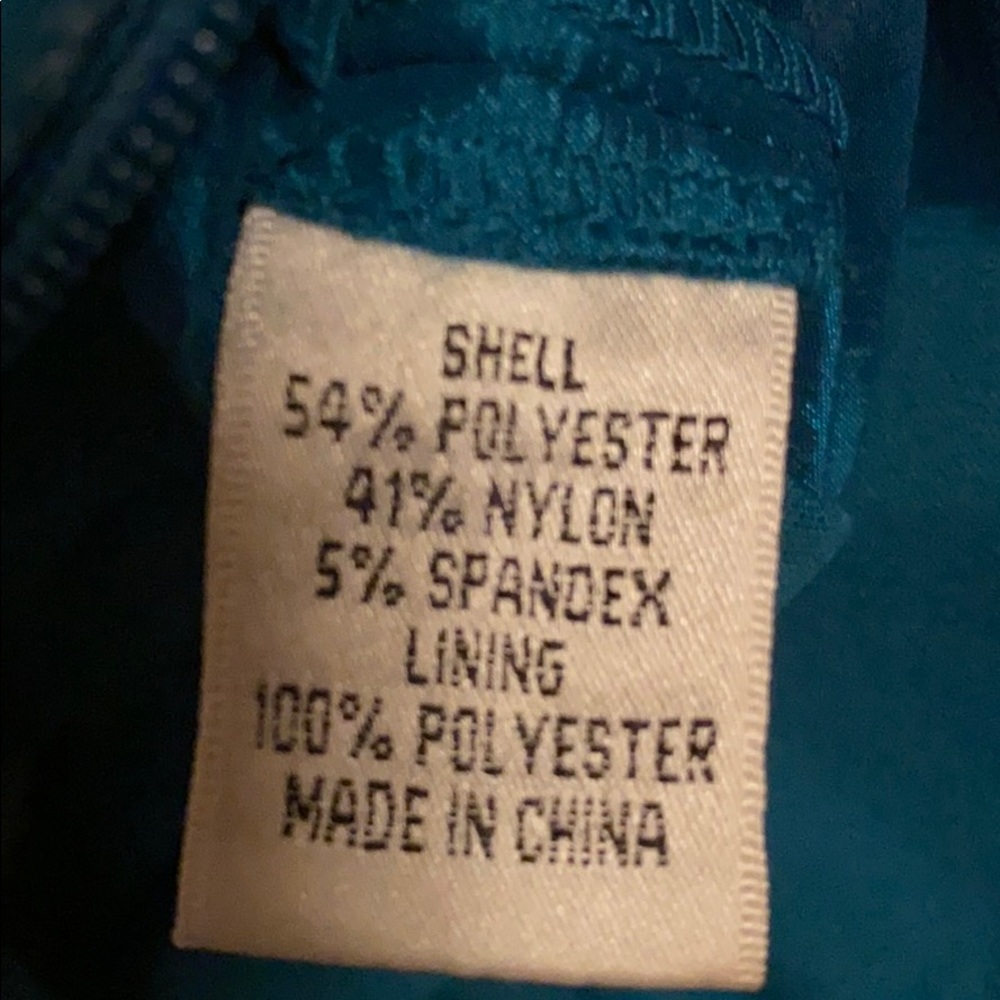 SHELL
54% POLYESTER
41% NYLON
5% SPANDEX
LINING
100% POLYESTER
MADE IN CHINA